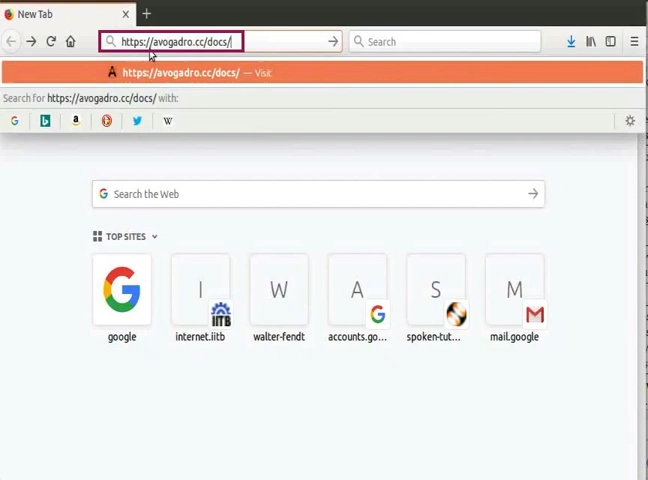 New Tab
https://avogadro.cc/docs/
Search
https://avogadro.cc/docs/ — Visit
Search for https://avogadro.cc/docs/ with:
Search the Web
TOP SITES
I
W
A
S
M
IITB
google
internet.iitb
walter-fendt
accounts.go...
spoken-tut...
mail.google